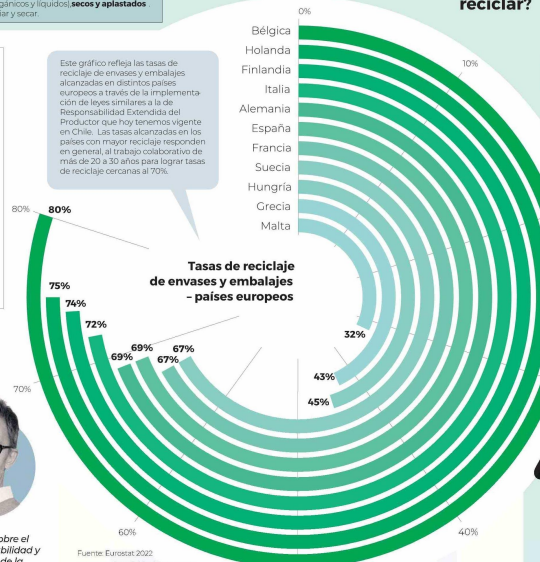 gánicos y líquidos), secos y aplastados.
iar y secar.
reciclar?
Este gráfico refleja las tasas de
reciclaje de envases y embalajes
alcanzadas en distintos países
europeos a través de la implementa-
ción de leyes similares a la de
Responsabilidad Extendida del
Productor que hoy tenemos vigente
en Chile. Las tasas alcanzadas en los
países con mayor reciclaje responden
en general, al trabajo colaborativo de
más de 20 a 30 años para lograr tasas
de reciclaje cercanas al 70%.
0%
10%
Bélgica
Holanda
Finlandia
Italia
Alemania
España
Francia
Suecia
Hungría
Grecia
Malta
80%
80%
Tasas de reciclaje
de envases y embalajes
– países europeos
75%
74%
72%
69%
69%
67%
67%
32%
43%
45%
70%
60%
40%
obre el
bilidad y
de la
Fuente: Eurostat 2022